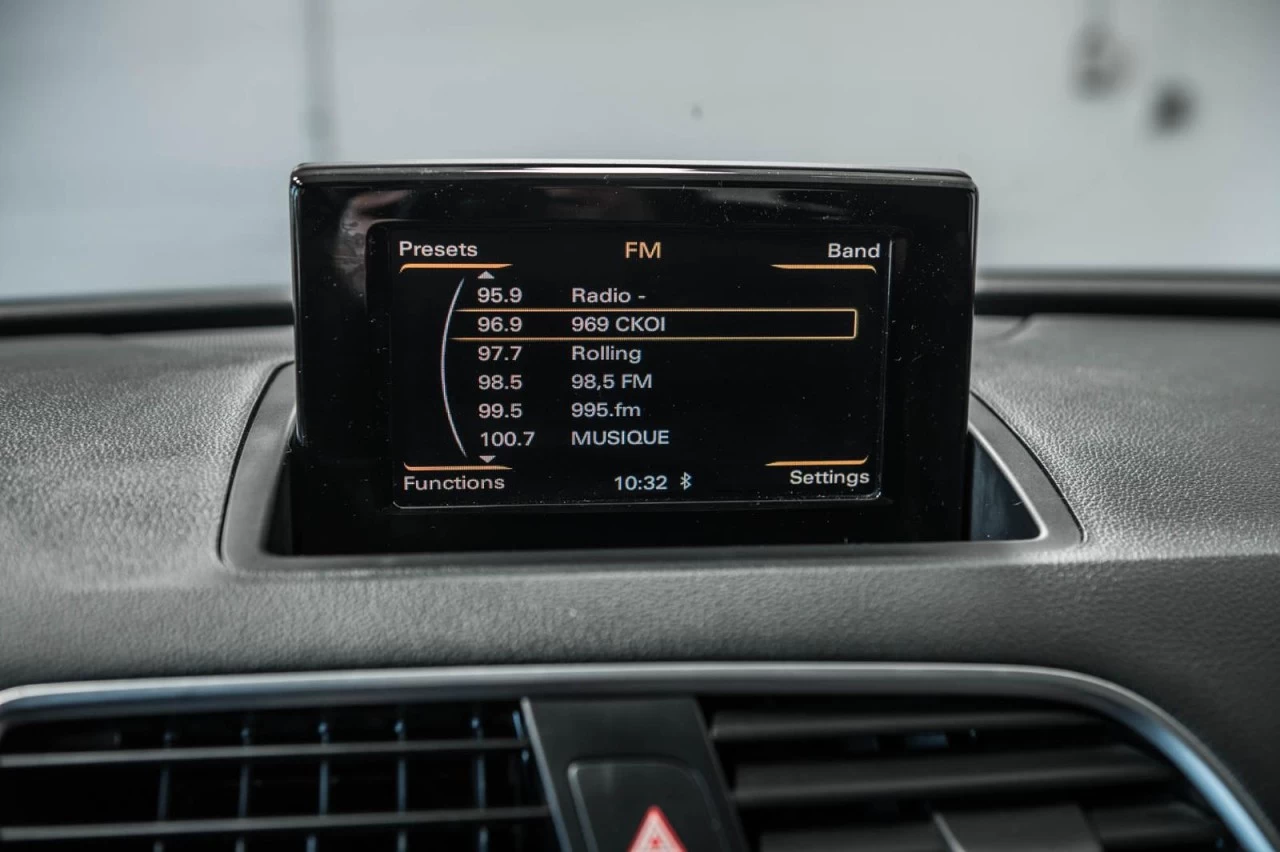 Presets FM Band
95.9 Radio -
96.9 969 CKOI
97.7 Rolling
98.5 98,5 FM
99.5 995.fm
100.7 MUSIQUE
Functions 10:32 Settings